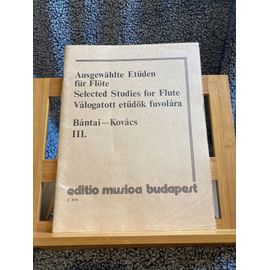 Ausgewählte Etüden
für Flöte
Selected Studies for Flute
Válogatott etüdök fuvolára
Bántai—Kovács
III.
editio musica budapest